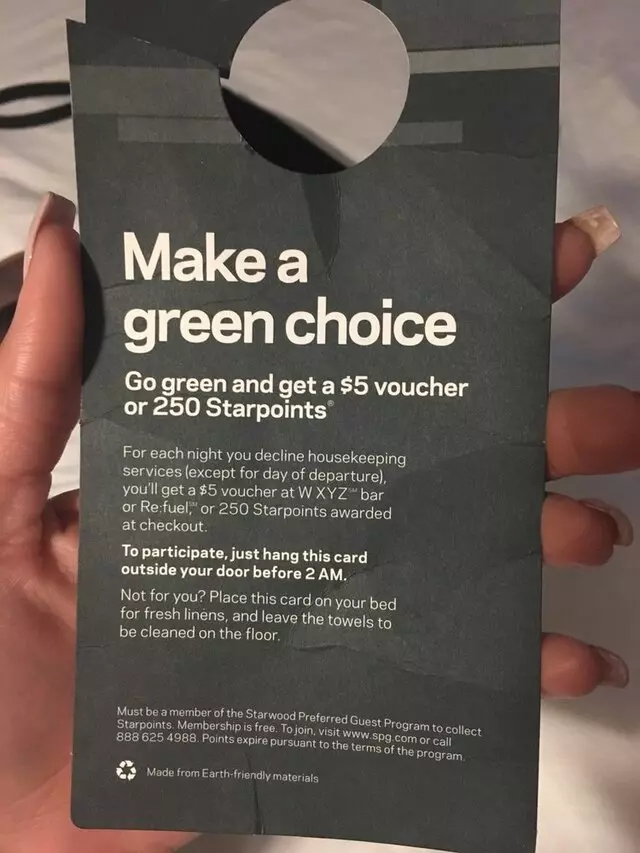 Make a
green choice
Go green and get a $5 voucher
or 250 Starpoints®
For each night you decline housekeeping
services (except for day of departure),
you'll get a $5 voucher at W XYZ℠ bar
or Re:fuel,℠ or 250 Starpoints awarded
at checkout.
To participate, just hang this card
outside your door before 2 AM.
Not for you? Place this card on your bed
for fresh linens, and leave the towels to
be cleaned on the floor.
Must be a member of the Starwood Preferred Guest Program to collect
Starpoints. Membership is free. To join, visit www.spg.com or call
888 625 4988. Points expire pursuant to the terms of the program.
Made from Earth-friendly materials